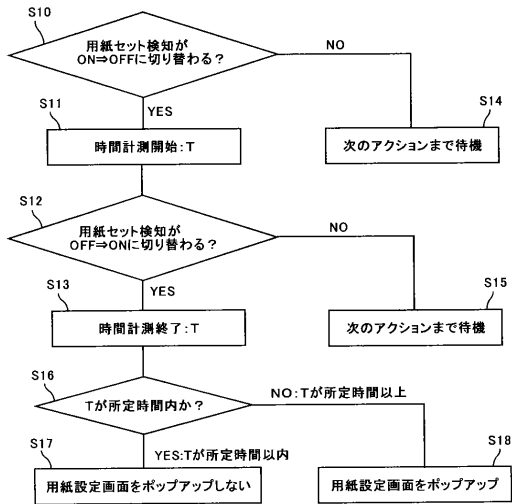 S10
用紙セット検知が
ON⇒OFFに切り替わる？
NO
YES
S11
時間計測開始：T
S14
次のアクションまで待機
S12
用紙セット検知が
OFF⇒ONに切り替わる？
NO
YES
S13
時間計測終了：T
S15
次のアクションまで待機
S16
Tが所定時間内か？
NO：Tが所定時間以上
YES：Tが所定時間以内
S17
用紙設定画面をポップアップしない
S18
用紙設定画面をポップアップ